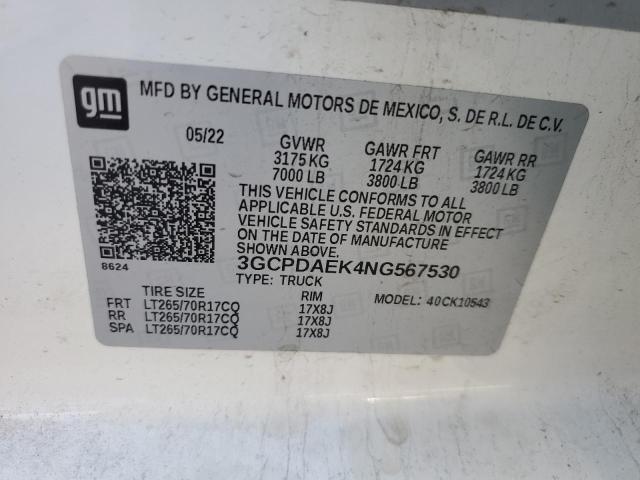 gm
MFD BY GENERAL MOTORS DE MEXICO, S. DE R.L. DE C.V.
05/22 GVWR GAWR FRT GAWR RR
3175 KG 1724 KG 1724 KG
7000 LB 3800 LB 3800 LB
THIS VEHICLE CONFORMS TO ALL
APPLICABLE U.S. FEDERAL MOTOR
VEHICLE SAFETY STANDARDS IN EFFECT
ON THE DATE OF MANUFACTURE
SHOWN ABOVE
8624
3GCPDAEK4NG567530
TYPE: TRUCK MODEL: 40CK10543
TIRE SIZE RIM
FRT LT265/70R17CQ 17X8J
RR LT265/70R17CQ 17X8J
SPA LT265/70R17CQ 17X8J